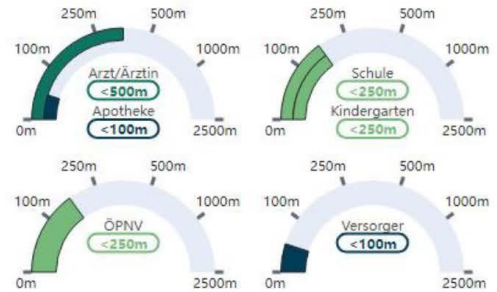 250m 500m
100m 1000m
Arzt/Ärztin
<500m
Apotheke
<100m
0m 2500m
250m 500m
100m 1000m
Schule
<250m
Kindergarten
<250m
0m 2500m
250m 500m
100m 1000m
ÖPNV
<250m
0m 2500m
250m 500m
100m 1000m
Versorger
<100m
0m 2500m